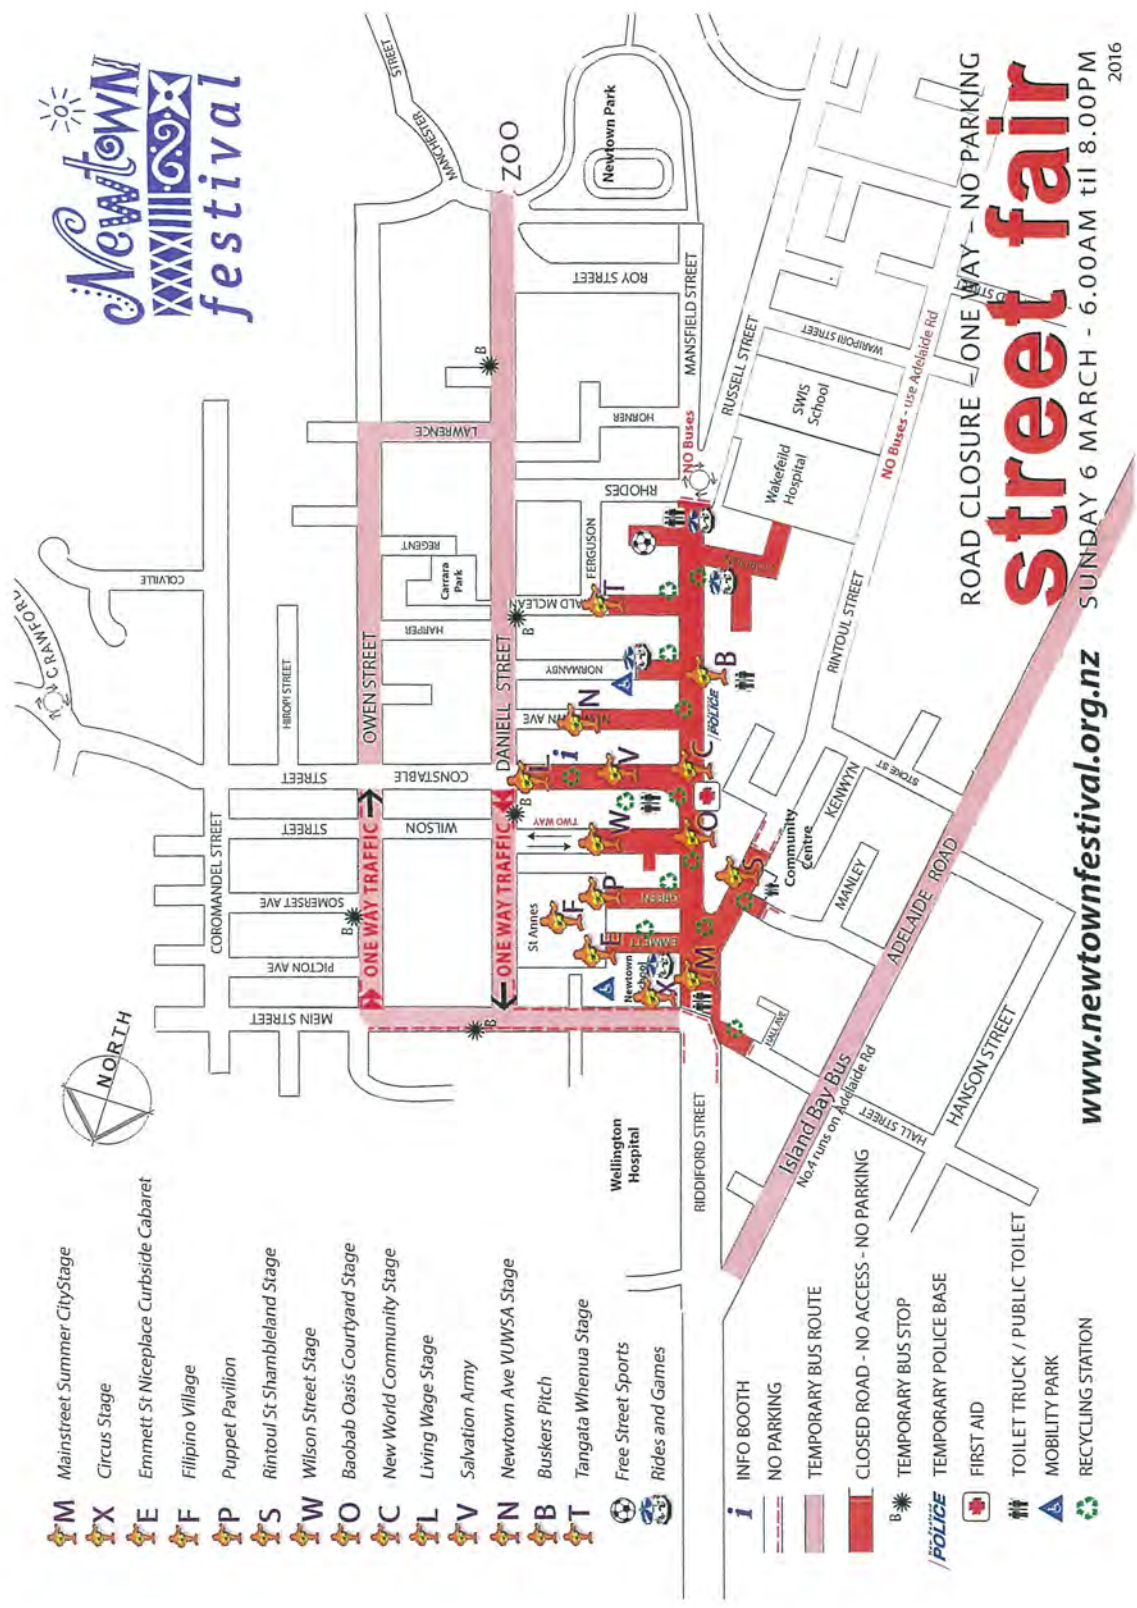 Newtown
festival
ROAD CLOSURE – ONE WAY – NO PARKING
street fair
SUNDAY 6 MARCH - 6.00AM til 8.00PM
2016
www.newtownfestival.org.nz
NORTH
M Mainstreet Summer CityStage
X Circus Stage
E Emmett St Niceplace Curbside Cabaret
F Filipino Village
P Puppet Pavilion
S Rintoul St Shambleland Stage
W Wilson Street Stage
O Baobab Oasis Courtyard Stage
C New World Community Stage
L Living Wage Stage
V Salvation Army
N Newtown Ave VUWSA Stage
B Buskers Pitch
T Tangata Whenua Stage
Free Street Sports
Rides and Games
i INFO BOOTH
NO PARKING
TEMPORARY BUS ROUTE
CLOSED ROAD - NO ACCESS - NO PARKING
B TEMPORARY BUS STOP
POLICE TEMPORARY POLICE BASE
FIRST AID
TOILET TRUCK / PUBLIC TOILET
MOBILITY PARK
RECYCLING STATION
MANCHESTER
STREET
ZOO
Newtown Park
ROY STREET
MANSFIELD STREET
RUSSELL STREET
WARIPORI STREET
SWIS
School
Wakefeild
Hospital
NO Buses - use Adelaide Rd
NO Buses
HORNER
LAWRENCE
RHODES
REGENT
Carrara
Park
FERGUSON
ALD MCLEAN
HARPER
NORMANBY
COLVILLE
CRAWFORD
HIROPI STREET
OWEN STREET
DANIELL STREET
CONSTABLE
STREET
WILSON
STREET
COROMANDEL STREET
SOMERSET AVE
PICTON AVE
MEIN STREET
ONE WAY TRAFFIC
ONE WAY TRAFFIC
TWO WAY
St Annes
GREEN
EMMETT
Newtown
School
Wellington
Hospital
RIDDIFORD STREET
RINTOUL STREET
STOKE ST
KENWYN
MANLEY
Community
Centre
ADELAIDE ROAD
Island Bay Bus
No.4 runs on Adelaide Rd
HALL AVE
HALL STREET
HANSON STREET
POLICE